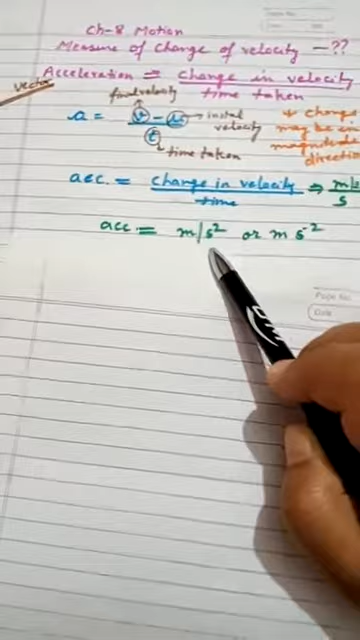 Ch-8 Motion
Measure of change of velocity — ??
Acceleration = change in velocity
time taken
vector
final velocity
a = v - u → initial velocity
t
→ time taken
↓ change
may be in
magnitude
direction
acc. = Change in velocity ⇒ m/s
time s
acc = m/s² or m s⁻²
Page No.
Date